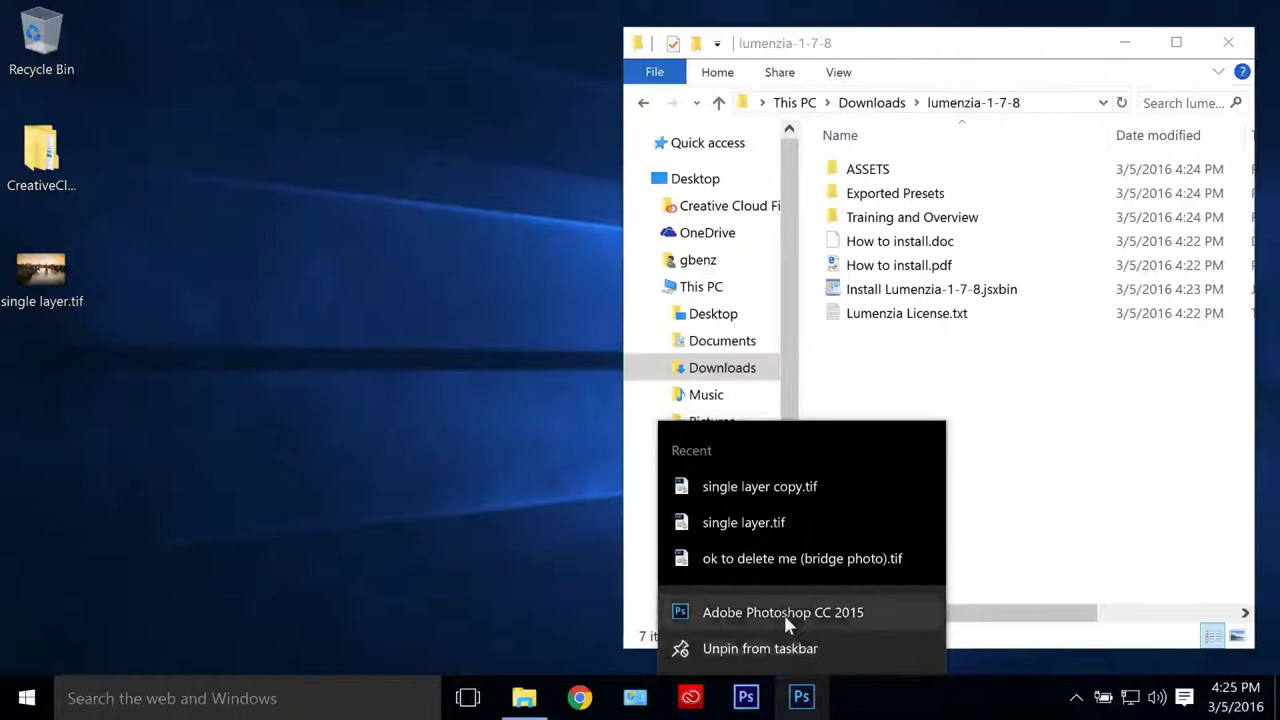 Recycle Bin
CreativeCl...
single layer.tif
lumenzia-1-7-8
File Home Share View
This PC Downloads lumenzia-1-7-8 Search lume...
Quick access
Desktop
Creative Cloud Fi
OneDrive
gbenz
This PC
Desktop
Documents
Downloads
Music
Name Date modified
ASSETS 3/5/2016 4:24 PM
Exported Presets 3/5/2016 4:24 PM
Training and Overview 3/5/2016 4:24 PM
How to install.doc 3/5/2016 4:22 PM
How to install.pdf 3/5/2016 4:22 PM
Install Lumenzia-1-7-8.jsxbin 3/5/2016 4:23 PM
Lumenzia License.txt 3/5/2016 4:22 PM
Recent
single layer copy.tif
single layer.tif
ok to delete me (bridge photo).tif
Ps Adobe Photoshop CC 2015
7 it
Unpin from taskbar
Search the web and Windows
Ps Ps
4:25 PM
3/5/2016